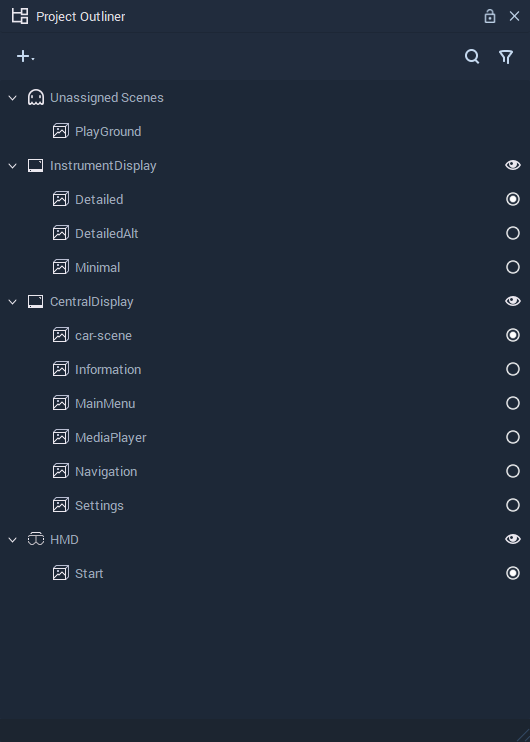 Project Outliner
Unassigned Scenes
PlayGround
InstrumentDisplay
Detailed
DetailedAlt
Minimal
CentralDisplay
car-scene
Information
MainMenu
MediaPlayer
Navigation
Settings
HMD
Start